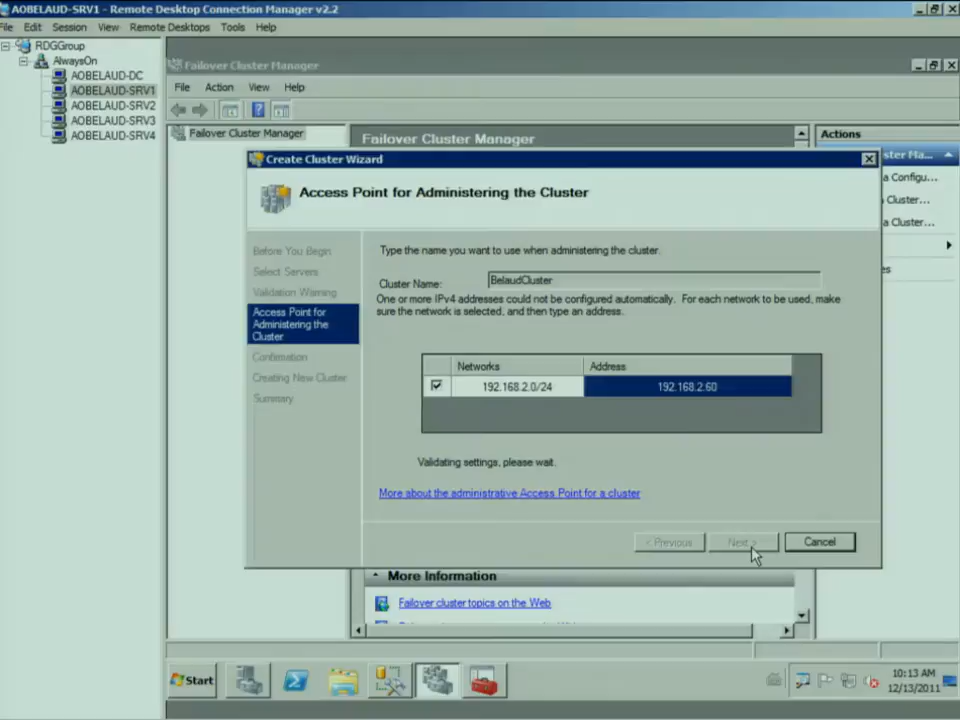 AOBELAUD-SRV1 - Remote Desktop Connection Manager v2.2
File Edit Session View Remote Desktops Tools Help
RDGGroup
AlwaysOn
AOBELAUD-DC
AOBELAUD-SRV1
AOBELAUD-SRV2
AOBELAUD-SRV3
AOBELAUD-SRV4
Failover Cluster Manager
File Action View Help
Failover Cluster Manager
Failover Cluster Manager
Actions
ster Ma...
a Configu...
Cluster...
a Cluster...
es
Create Cluster Wizard
Access Point for Administering the Cluster
Before You Begin
Select Servers
Validation Warning
Access Point for
Administering the
Cluster
Confirmation
Creating New Cluster
Summary
Type the name you want to use when administering the cluster.
Cluster Name: BelaudCluster
One or more IPv4 addresses could not be configured automatically. For each network to be used, make
sure the network is selected, and then type an address.
Networks Address
192.168.2.0/24 192.168.2.60
Validating settings, please wait.
More about the administrative Access Point for a cluster
< Previous Next > Cancel
More Information
Failover cluster topics on the Web
Start
10:13 AM
12/13/2011